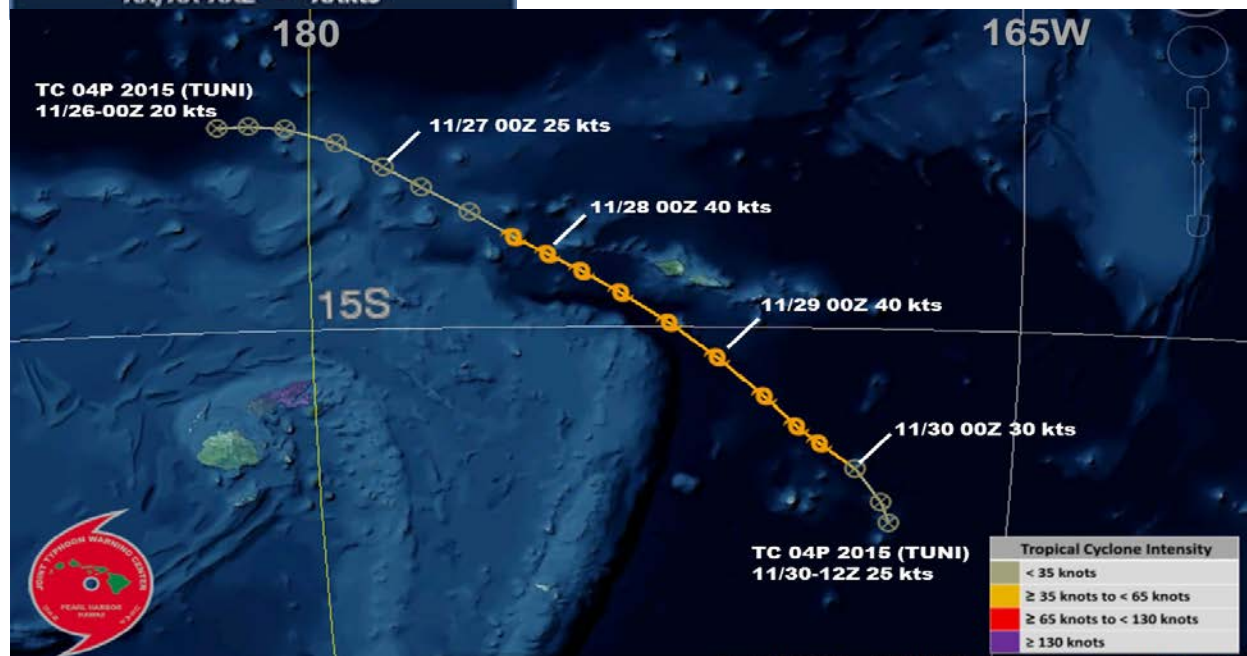 180
165W
TC 04P 2015 (TUNI)
11/26-00Z 20 kts
11/27 00Z 25 kts
11/28 00Z 40 kts
11/29 00Z 40 kts
15S
11/30 00Z 30 kts
TC 04P 2015 (TUNI)
11/30-12Z 25 kts
JOINT TYPHOON WARNING CENTER
PEARL HARBOR
HAWAII
Tropical Cyclone Intensity
< 35 knots
≥ 35 knots to < 65 knots
≥ 65 knots to < 130 knots
≥ 130 knots